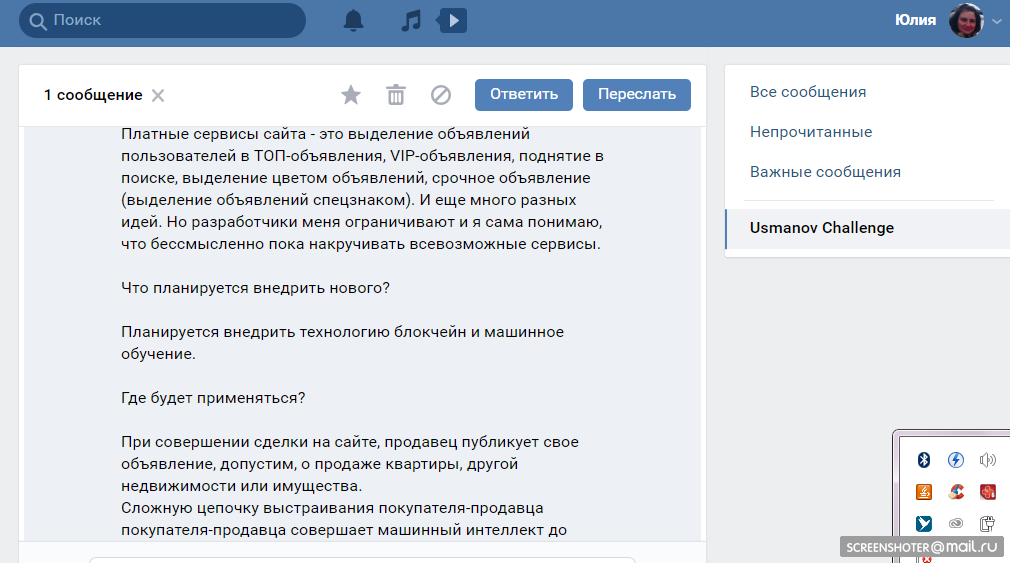 Поиск
Юлия
1 сообщение
Ответить
Переслать
Платные сервисы сайта - это выделение объявлений
пользователей в ТОП-объявления, VIP-объявления, поднятие в
поиске, выделение цветом объявлений, срочное объявление
(выделение объявлений спецзнаком). И еще много разных
идей. Но разработчики меня ограничивают и я сама понимаю,
что бессмысленно пока накручивать всевозможные сервисы.
Что планируется внедрить нового?
Планируется внедрить технологию блокчейн и машинное
обучение.
Где будет применяться?
При совершении сделки на сайте, продавец публикует свое
объявление, допустим, о продаже квартиры, другой
недвижимости или имущества.
Сложную цепочку выстраивания покупателя-продавца
покупателя-продавца совершает машинный интеллект до
Все сообщения
Непрочитанные
Важные сообщения
Usmanov Challenge
SCREENSHOTER@mail.ru